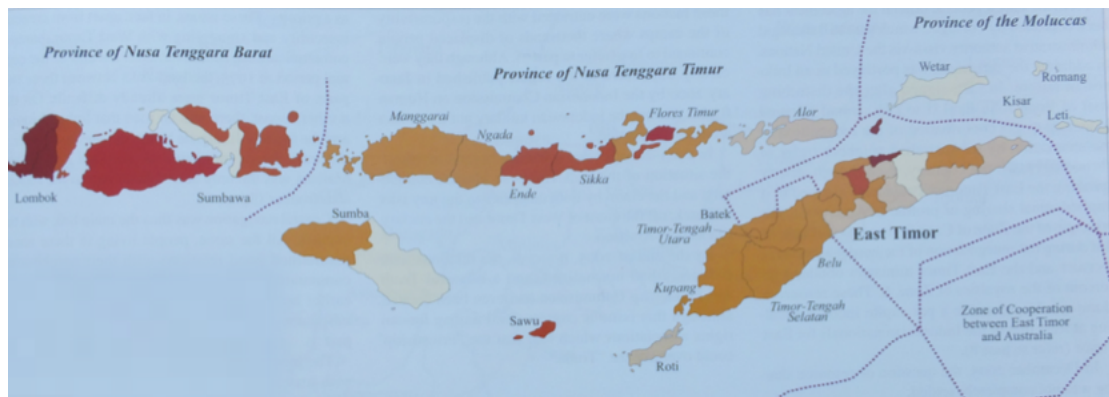 Province of Nusa Tenggara Barat
Province of Nusa Tenggara Timur
Province of the Moluccas
Wetar
Romang
Kisar
Leti
Manggarai
Ngada
Flores Timur
Alor
Lombok
Sumbawa
Ende
Sikka
Sumba
Batek
Timor-Tengah
Utara
East Timor
Belu
Kupang
Timor-Tengah
Selatan
Sawu
Roti
Zone of Cooperation
between East Timor
and Australia